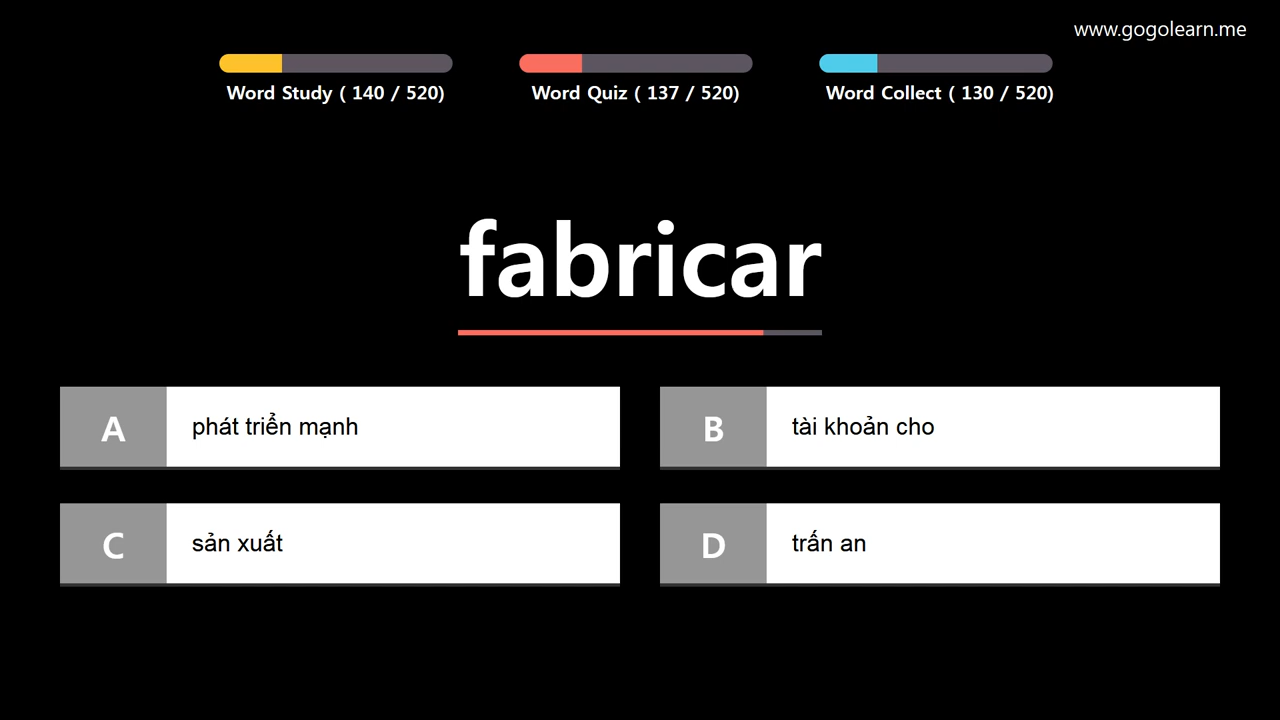 www.gogolearn.me
Word Study ( 140 / 520)
Word Quiz ( 137 / 520)
Word Collect ( 130 / 520)
fabricar
A phát triển mạnh
B tài khoản cho
C sản xuất
D trấn an